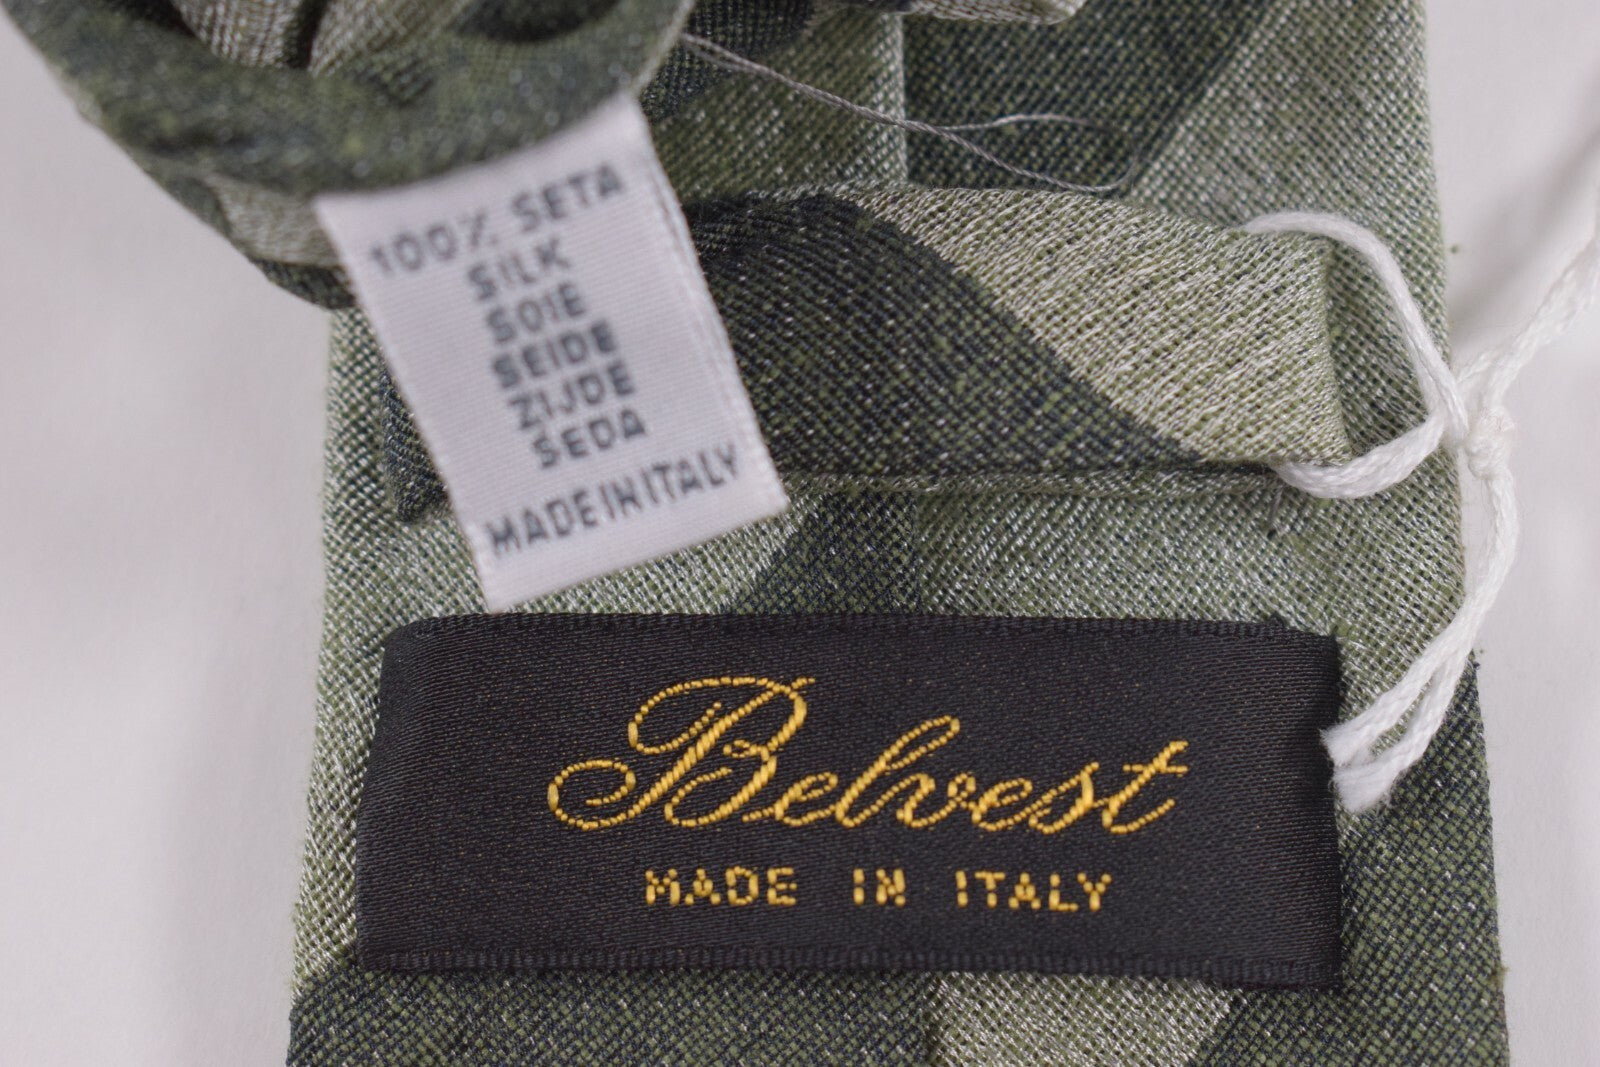 100% SETA
SILK
SOIE
SEIDE
ZIJDE
SEDA
MADE IN ITALY
Belvest
MADE IN ITALY